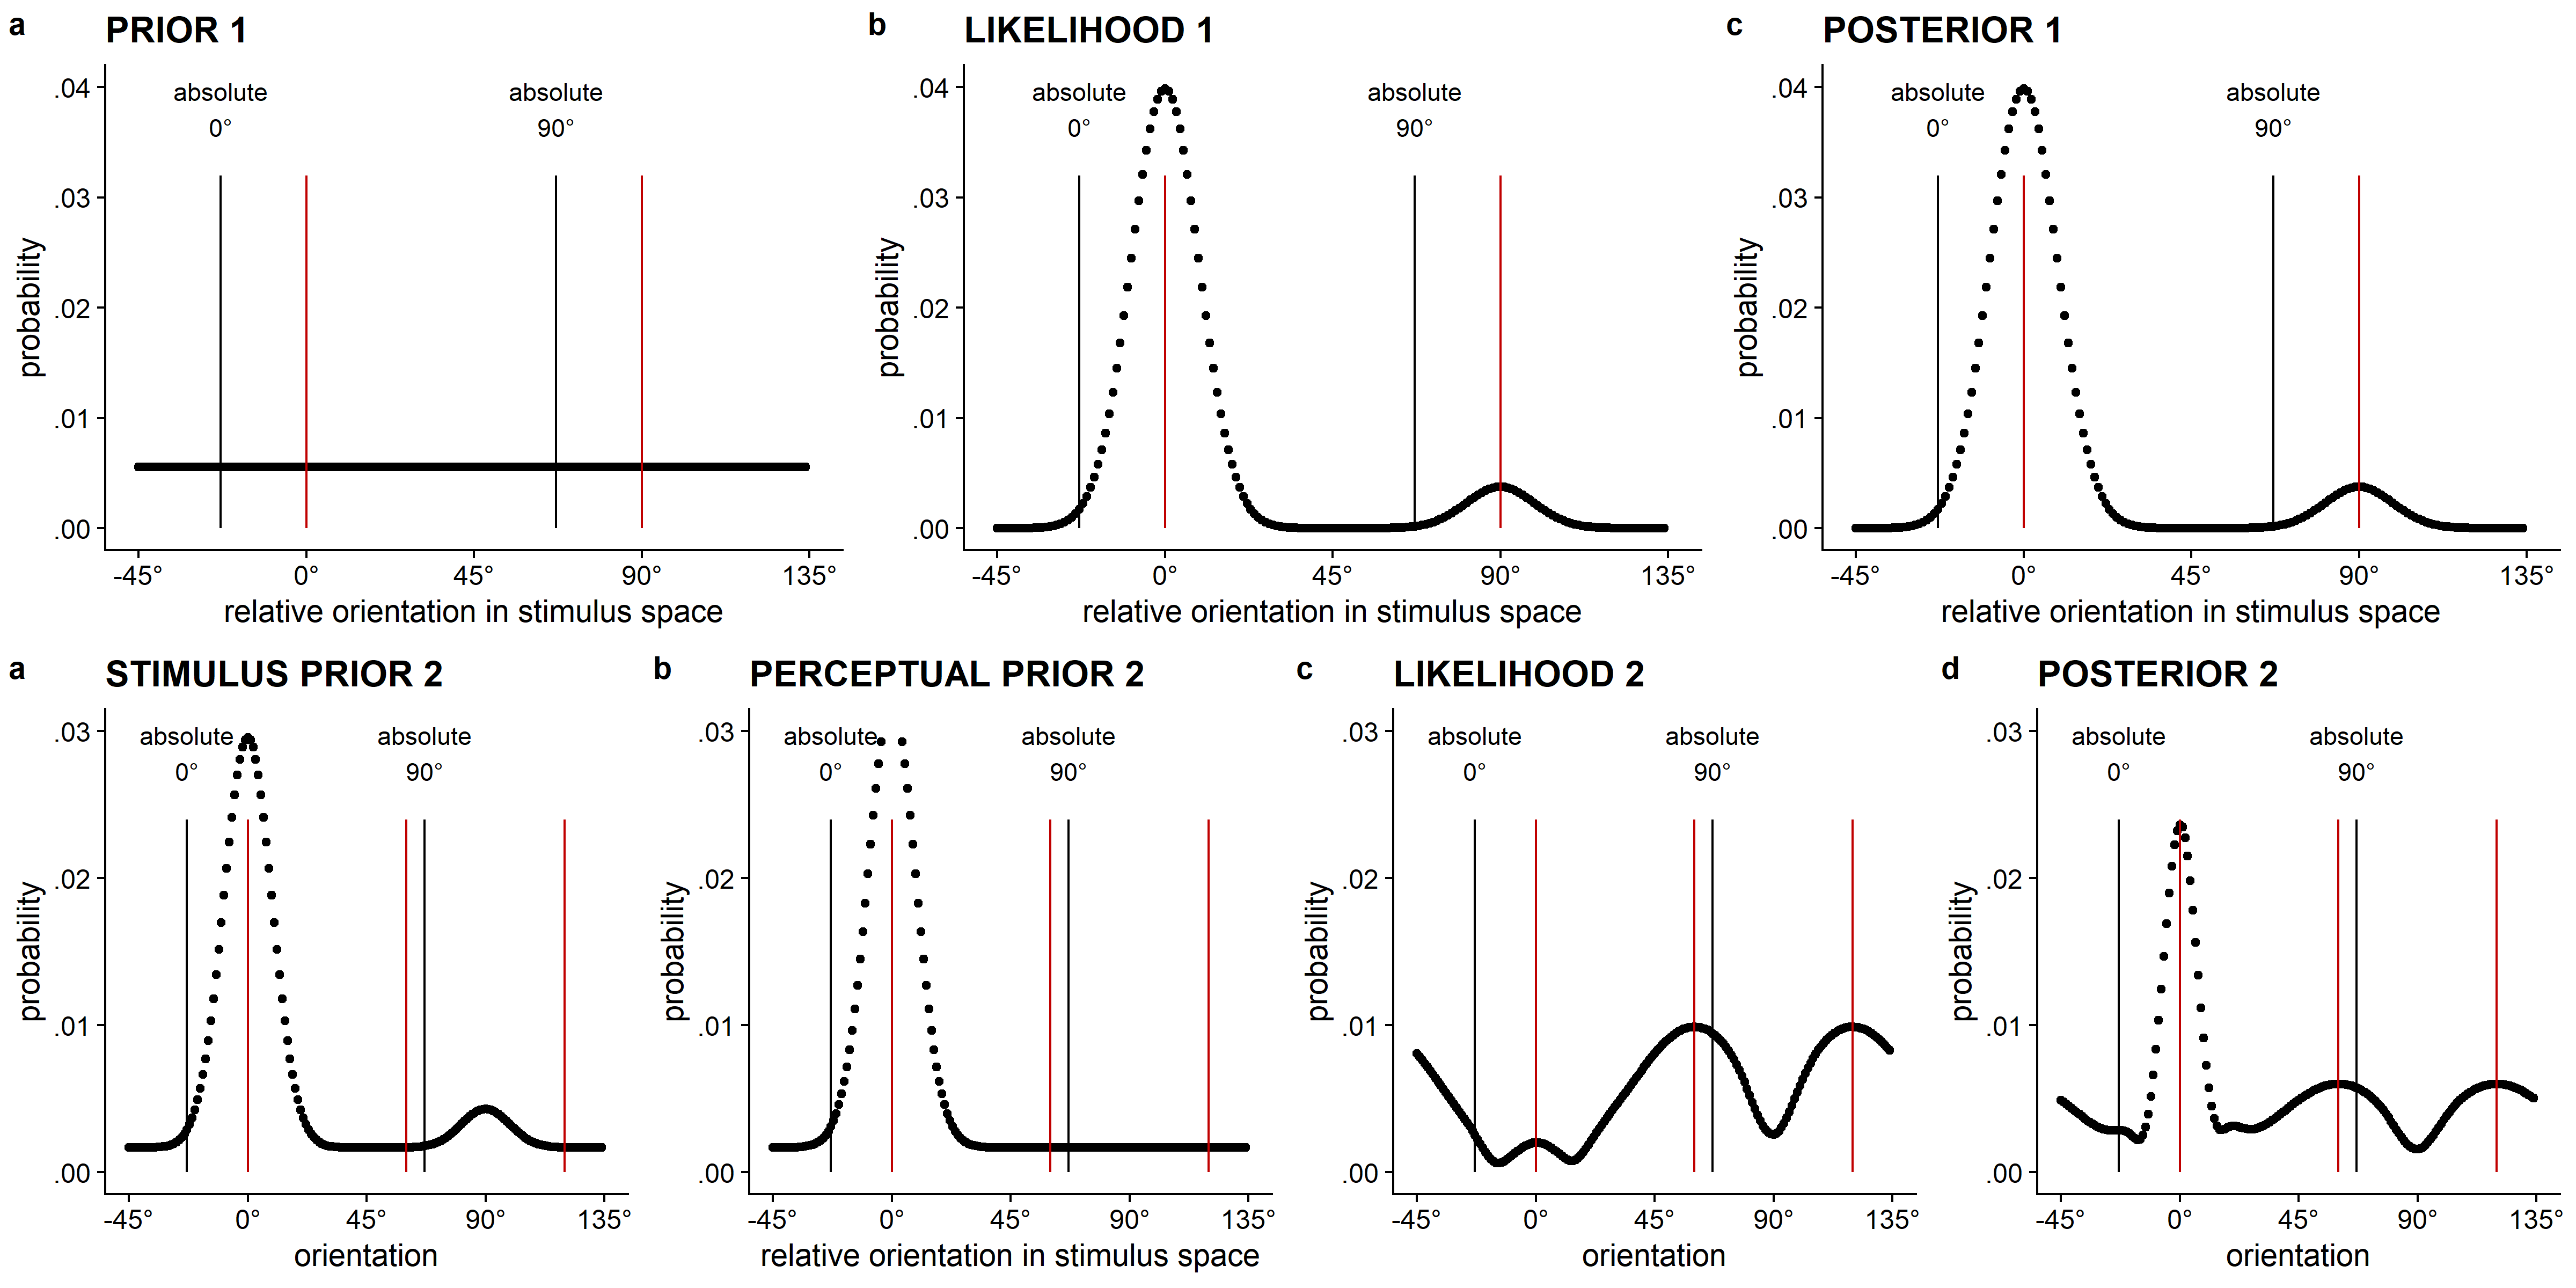 a PRIOR 1
absolute absolute
0° 90°
.04
.03
.02
.01
.00
probability
-45° 0° 45° 90° 135°
relative orientation in stimulus space
b LIKELIHOOD 1
absolute absolute
0° 90°
.04
.03
.02
.01
.00
probability
-45° 0° 45° 90° 135°
relative orientation in stimulus space
c POSTERIOR 1
absolute absolute
0° 90°
.04
.03
.02
.01
.00
probability
-45° 0° 45° 90° 135°
relative orientation in stimulus space
a STIMULUS PRIOR 2
absolute absolute
0° 90°
.03
.02
.01
.00
probability
-45° 0° 45° 90° 135°
orientation
b PERCEPTUAL PRIOR 2
absolute absolute
0° 90°
.03
.02
.01
.00
probability
-45° 0° 45° 90° 135°
relative orientation in stimulus space
c LIKELIHOOD 2
absolute absolute
0° 90°
.03
.02
.01
.00
probability
-45° 0° 45° 90° 135°
orientation
d POSTERIOR 2
absolute absolute
0° 90°
.03
.02
.01
.00
probability
-45° 0° 45° 90° 135°
orientation